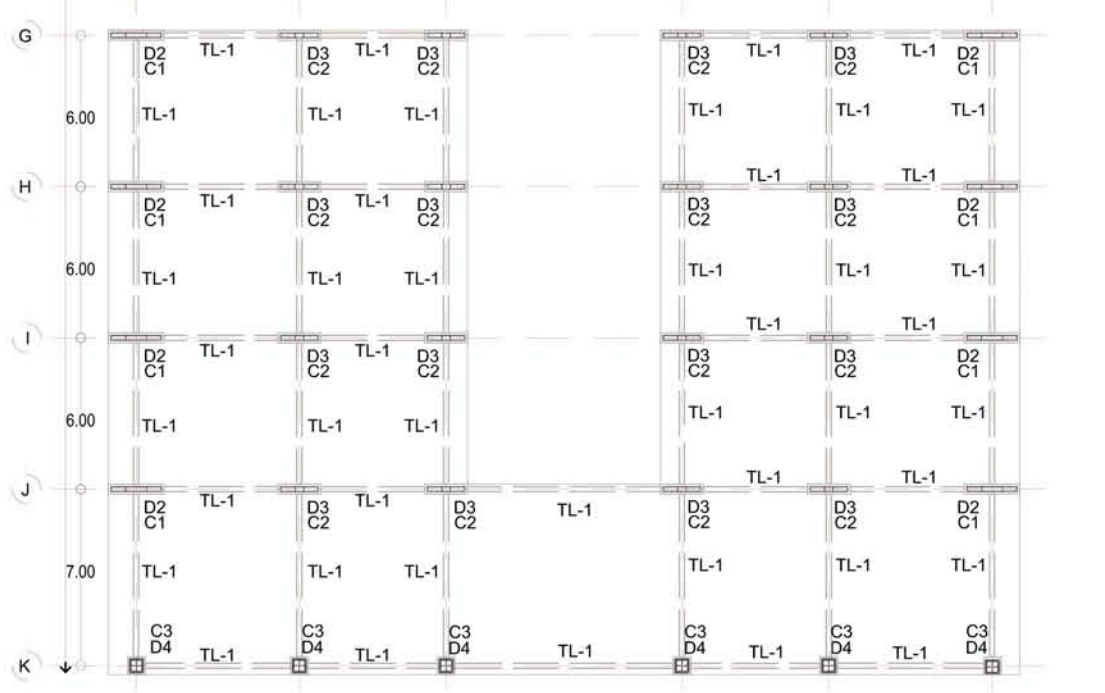 G
D2 TL-1 D3 TL-1 D3 D3 TL-1 D3 TL-1 D2
C1 C2 C2 C2 C2 C1
6.00 TL-1 TL-1 TL-1 TL-1 TL-1 TL-1
TL-1 TL-1
H
D2 TL-1 D3 TL-1 D3 D3 D3 D2
C1 C2 C2 C2 C2 C1
6.00 TL-1 TL-1 TL-1 TL-1 TL-1 TL-1
TL-1 TL-1
I
D2 TL-1 D3 TL-1 D3 D3 D3 D2
C1 C2 C2 C2 C2 C1
6.00 TL-1 TL-1 TL-1 TL-1 TL-1 TL-1
TL-1 TL-1
J
D2 TL-1 D3 TL-1 D3 TL-1 D3 D3 D2
C1 C2 C2 C2 C2 C1
7.00 TL-1 TL-1 TL-1 TL-1 TL-1 TL-1
C3 C3 C3 C3 C3 C3
D4 TL-1 D4 TL-1 D4 TL-1 D4 TL-1 D4 TL-1 D4
K